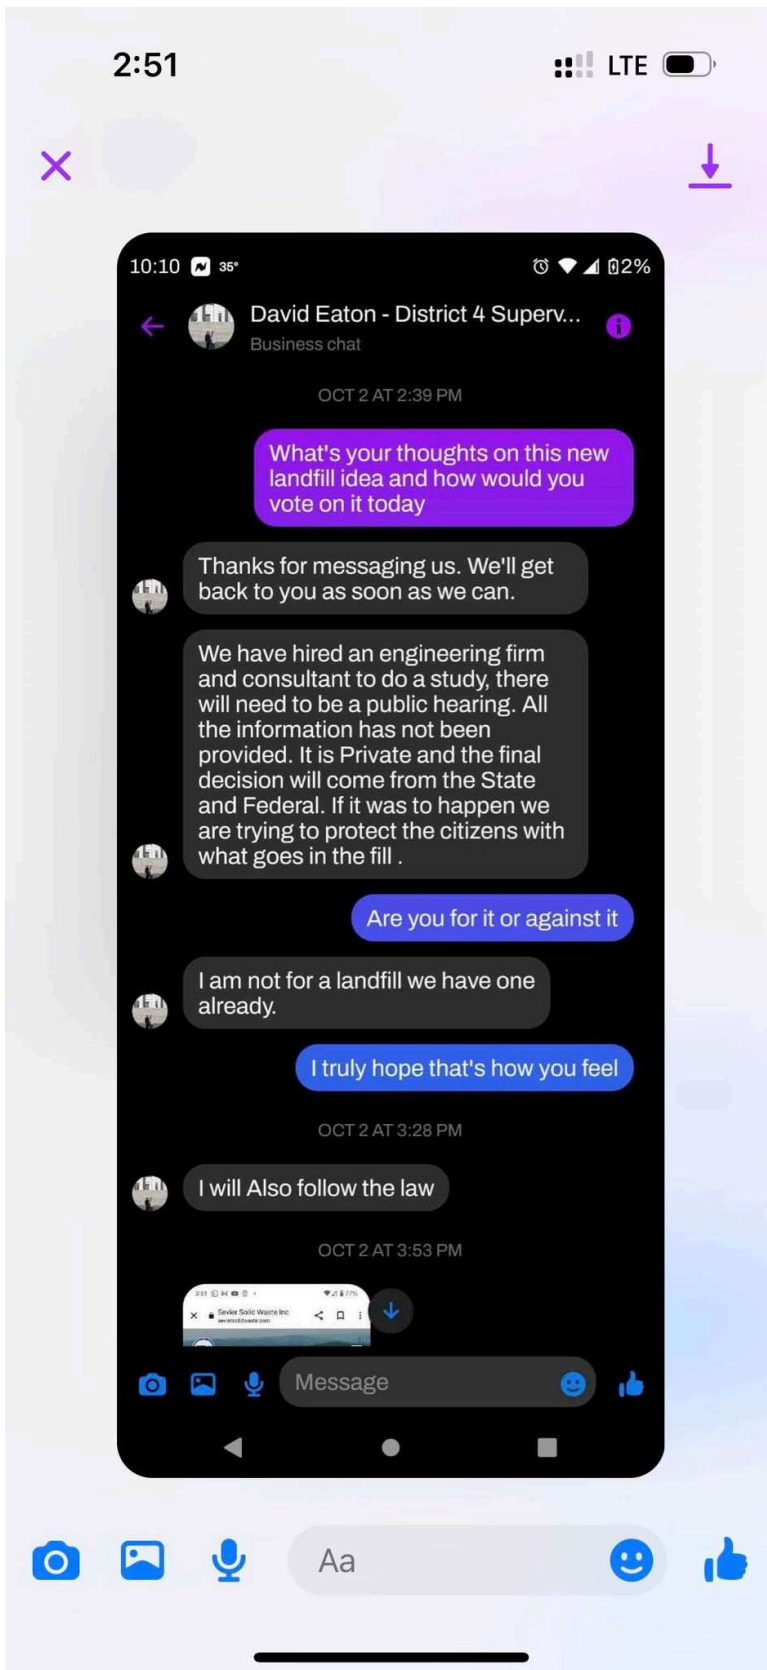 2:51
LTE
10:10 35°
2%
David Eaton - District 4 Superv...
Business chat
OCT 2 AT 2:39 PM
What's your thoughts on this new
landfill idea and how would you
vote on it today
Thanks for messaging us. We'll get
back to you as soon as we can.
We have hired an engineering firm
and consultant to do a study, there
will need to be a public hearing. All
the information has not been
provided. It is Private and the final
decision will come from the State
and Federal. If it was to happen we
are trying to protect the citizens with
what goes in the fill .
Are you for it or against it
I am not for a landfill we have one
already.
I truly hope that's how you feel
OCT 2 AT 3:28 PM
I will Also follow the law
OCT 2 AT 3:53 PM
Sevier Solid Waste Inc
Message
Aa